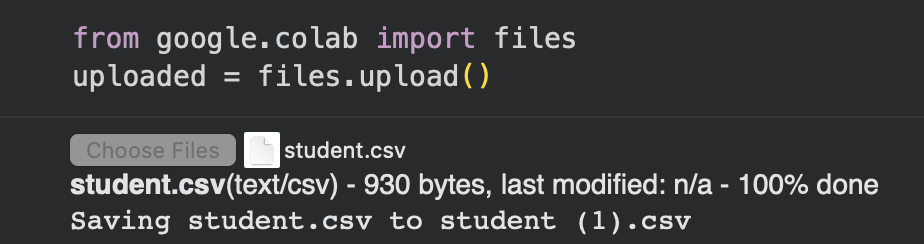 from google.colab import files
uploaded = files.upload()
Choose Files student.csv
student.csv(text/csv) - 930 bytes, last modified: n/a - 100% done
Saving student.csv to student (1).csv